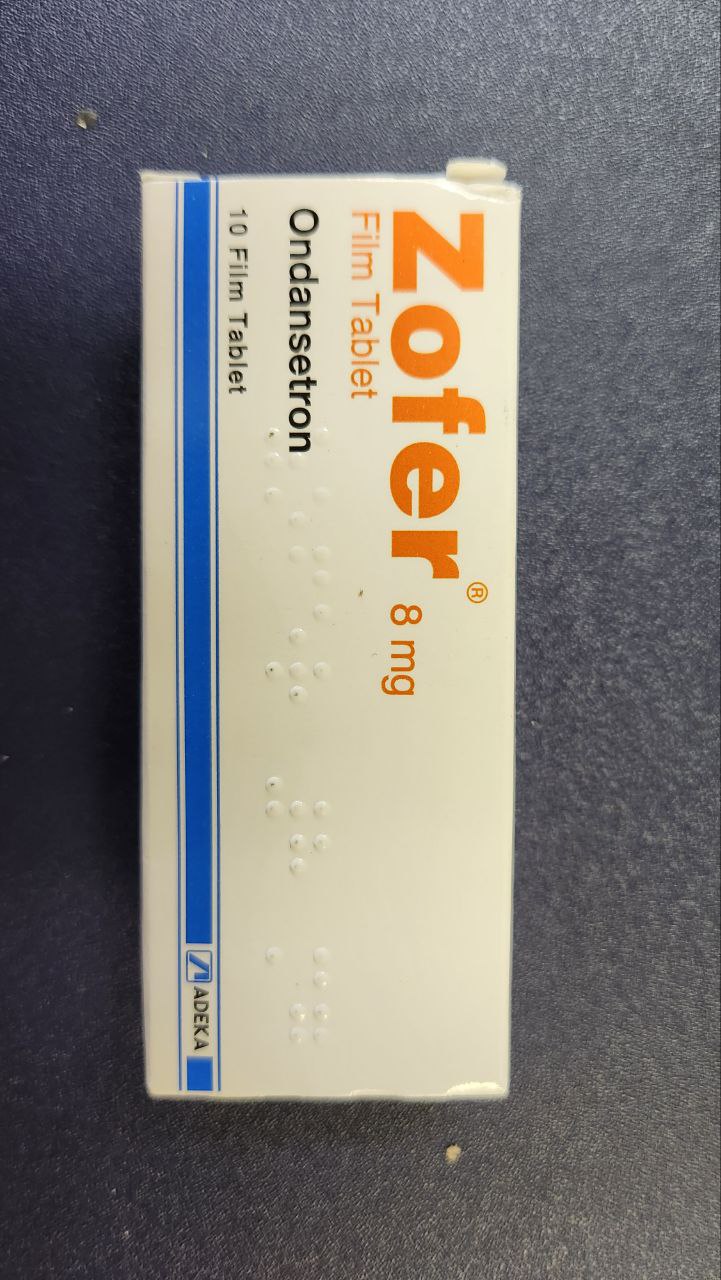 Zofer® 8 mg
Film Tablet
Ondansetron
10 Film Tablet
ADEKA